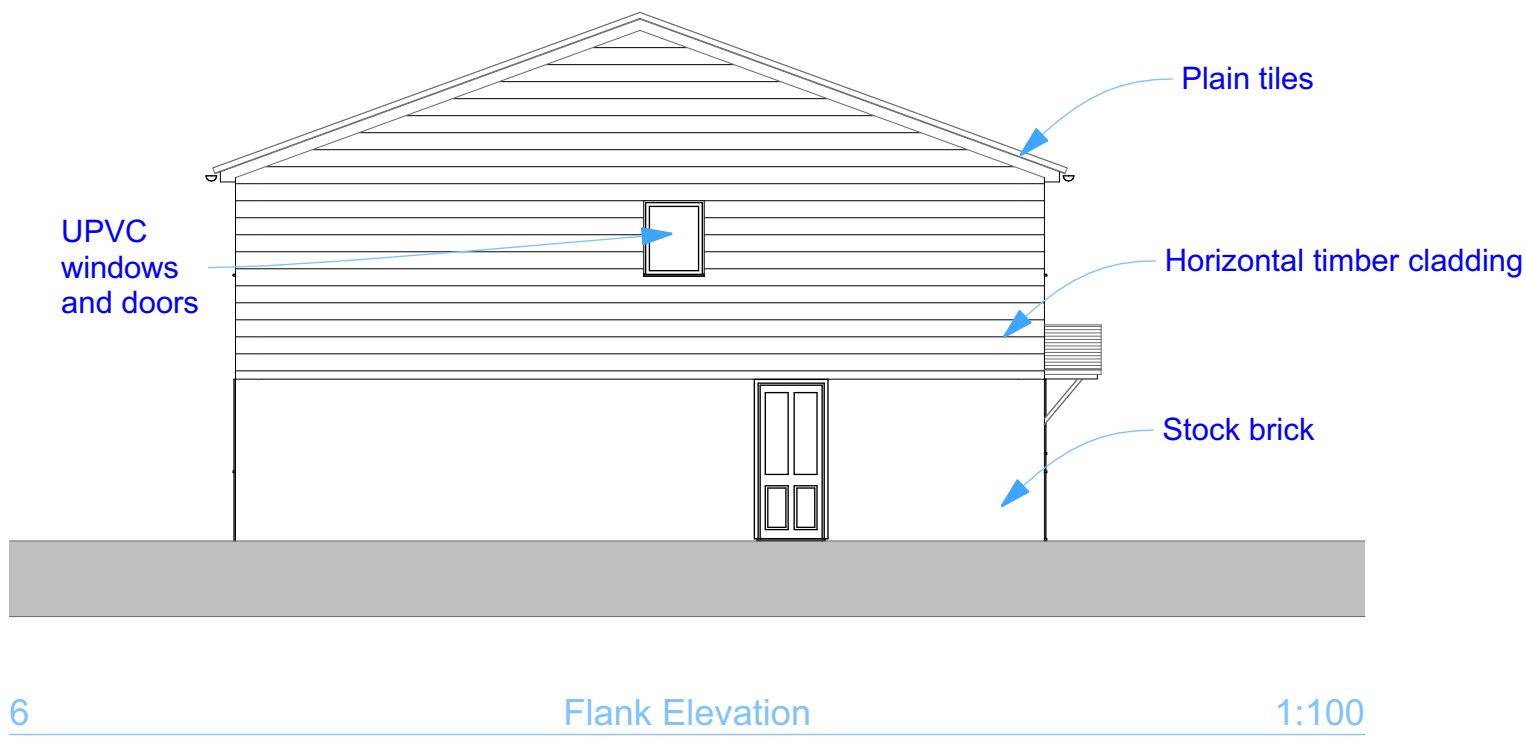 Plain tiles
UPVC
windows
and doors
Horizontal timber cladding
Stock brick
6 Flank Elevation 1:100